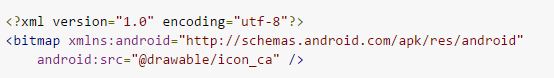 <?xml version="1.0" encoding="utf-8"?>
<bitmap xmlns:android="http://schemas.android.com/apk/res/android"
    android:src="@drawable/icon_ca" />